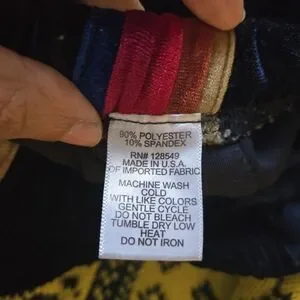 90% POLYESTER
10% SPANDEX
RN# 128549
MADE IN U.S.A.
OF IMPORTED FABRIC
MACHINE WASH
COLD
WITH LIKE COLORS
GENTLE CYCLE
DO NOT BLEACH
TUMBLE DRY LOW
HEAT
DO NOT IRON